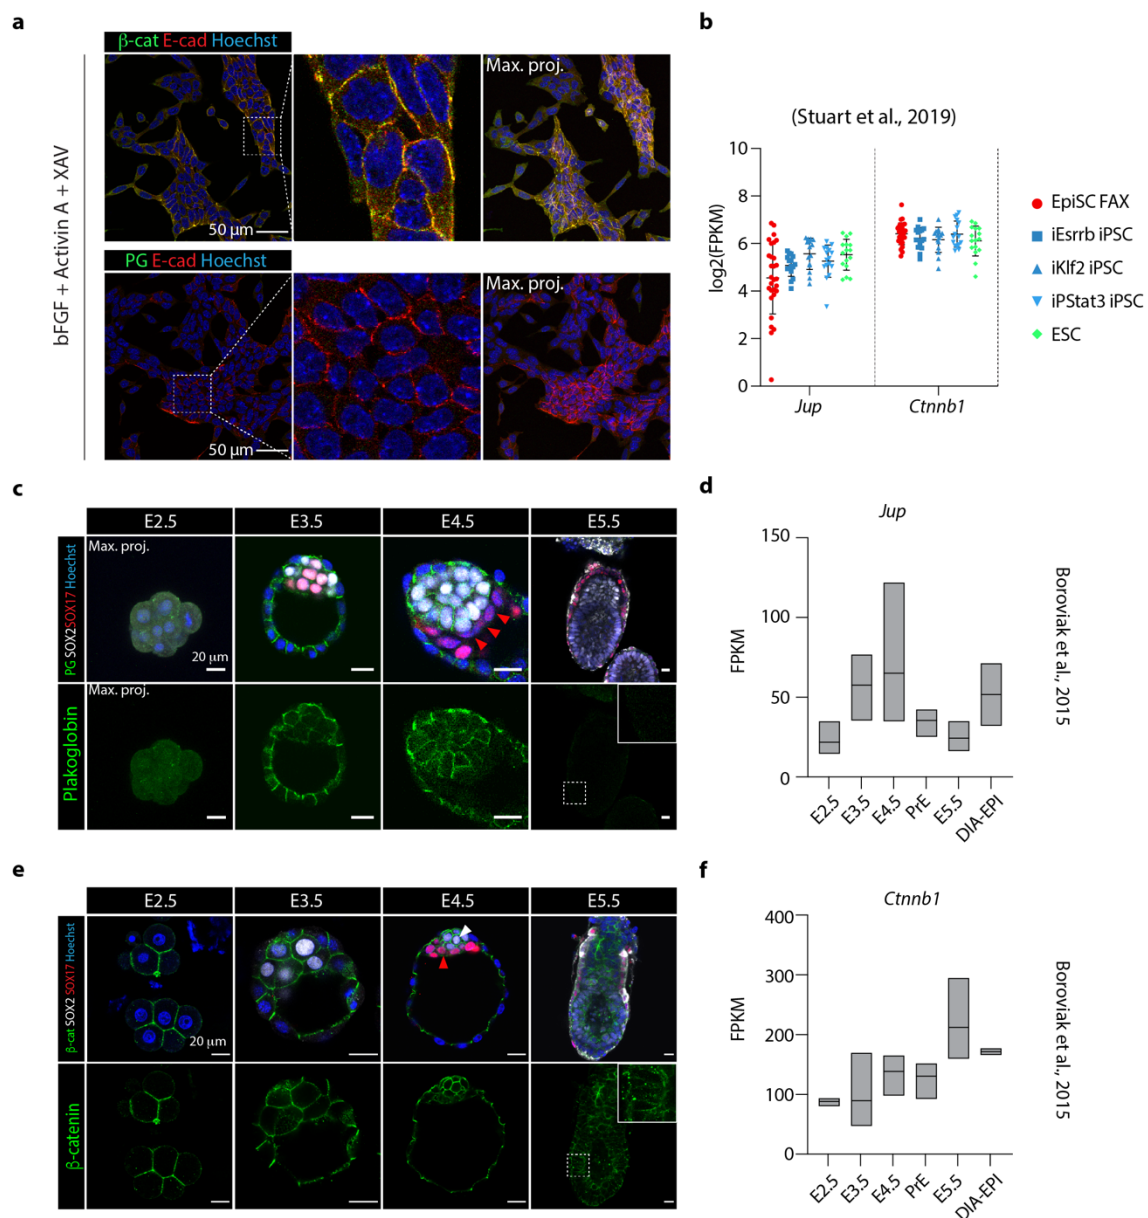 a
β-cat E-cad Hoechst
Max. proj.
50 µm
PG E-cad Hoechst
Max. proj.
50 µm
bFGF + Activin A + XAV
b
(Stuart et al., 2019)
log2(FPKM)
10
8
6
4
2
0
Jup
Ctnnb1
EpiSC FAX
iEsrrb iPSC
iKlf2 iPSC
iPStat3 iPSC
ESC
c
E2.5
E3.5
E4.5
E5.5
PG SOX2 SOX17 Hoechst
Max. proj.
20 µm
Plakoglobin
Max. proj.
d
Jup
FPKM
150
100
50
0
E2.5
E3.5
E4.5
PrE
E5.5
DIA-EPI
Boroviak et al., 2015
e
E2.5
E3.5
E4.5
E5.5
β-cat SOX2 SOX17 Hoechst
20 µm
β-catenin
f
Ctnnb1
FPKM
400
300
200
100
0
E2.5
E3.5
E4.5
PrE
E5.5
DIA-EPI
Boroviak et al., 2015